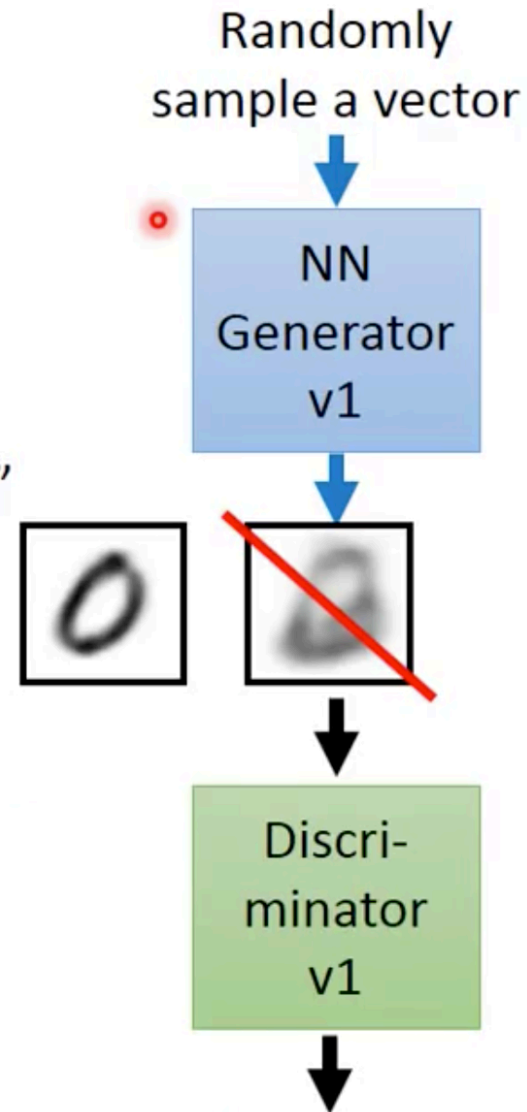 Randomly
sample a vector
NN
Generator
v1
”
Discri-
minator
v1